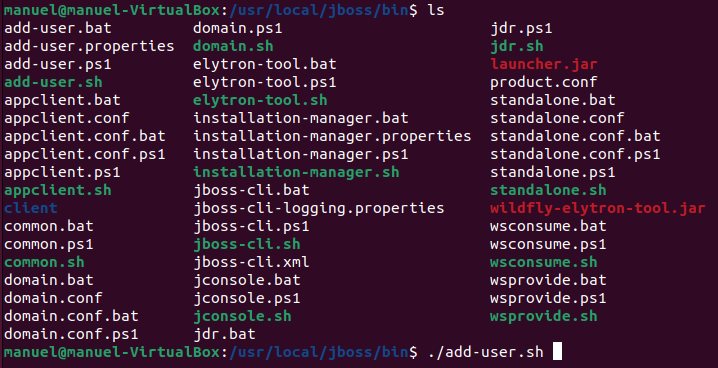 manuel@manuel-VirtualBox:/usr/local/jboss/bin$ ls
add-user.bat domain.ps1 jdr.ps1
add-user.properties domain.sh jdr.sh
add-user.ps1 elytron-tool.bat launcher.jar
add-user.sh elytron-tool.ps1 product.conf
appclient.bat elytron-tool.sh standalone.bat
appclient.conf installation-manager.bat standalone.conf
appclient.conf.bat installation-manager.properties standalone.conf.bat
appclient.conf.ps1 installation-manager.ps1 standalone.conf.ps1
appclient.ps1 installation-manager.sh standalone.ps1
appclient.sh jboss-cli.bat standalone.sh
client jboss-cli-logging.properties wildfly-elytron-tool.jar
common.bat jboss-cli.ps1 wsconsume.bat
common.ps1 jboss-cli.sh wsconsume.ps1
common.sh jboss-cli.xml wsconsume.sh
domain.bat jconsole.bat wsprovide.bat
domain.conf jconsole.ps1 wsprovide.ps1
domain.conf.bat jconsole.sh wsprovide.sh
domain.conf.ps1 jdr.bat
manuel@manuel-VirtualBox:/usr/local/jboss/bin$ ./add-user.sh